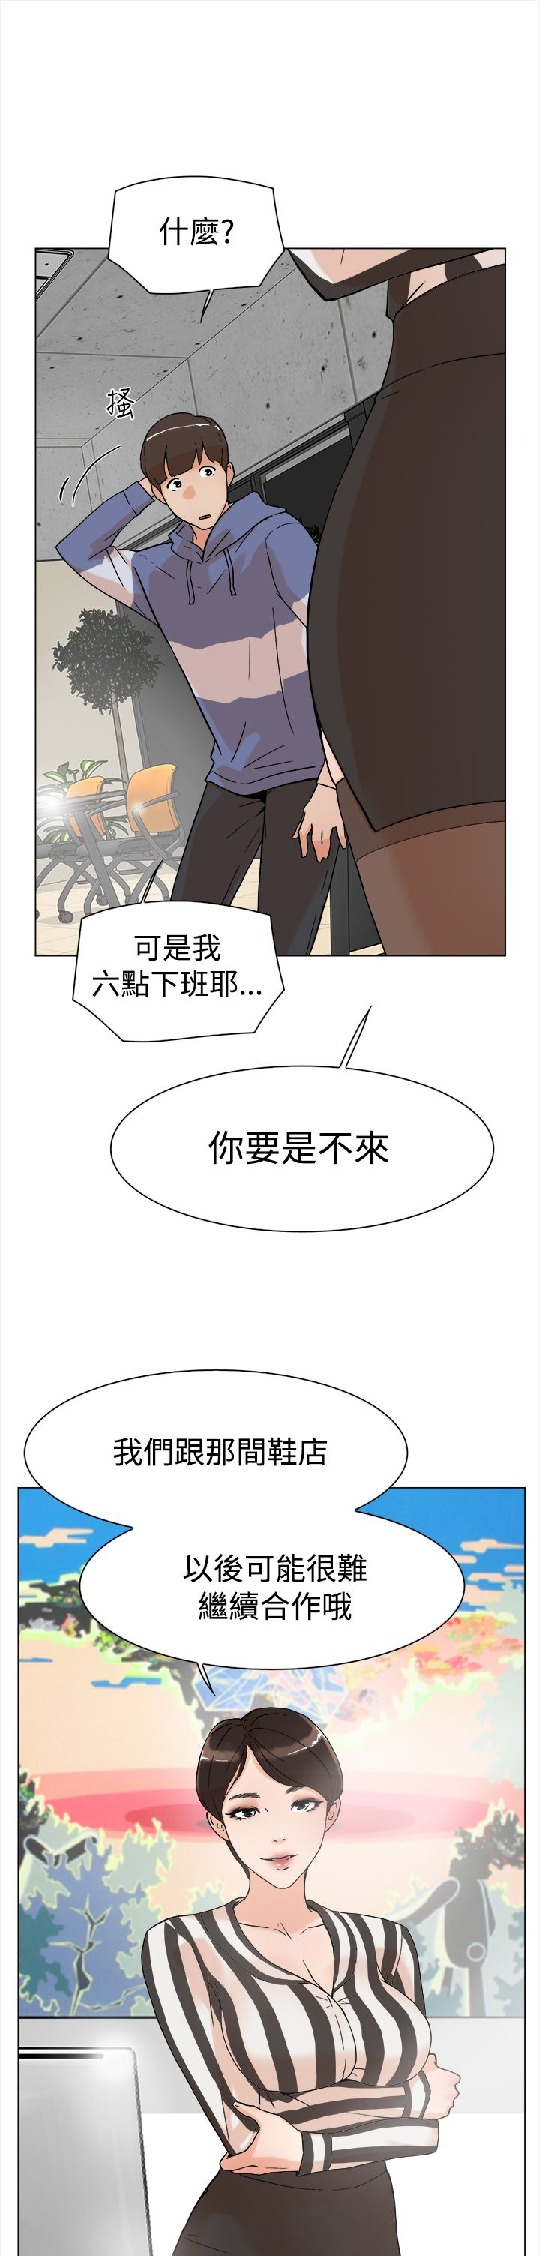 什麼?
搔
可是我
六點下班耶...
你要是不來
我們跟那間鞋店
以後可能很難
繼續合作哦